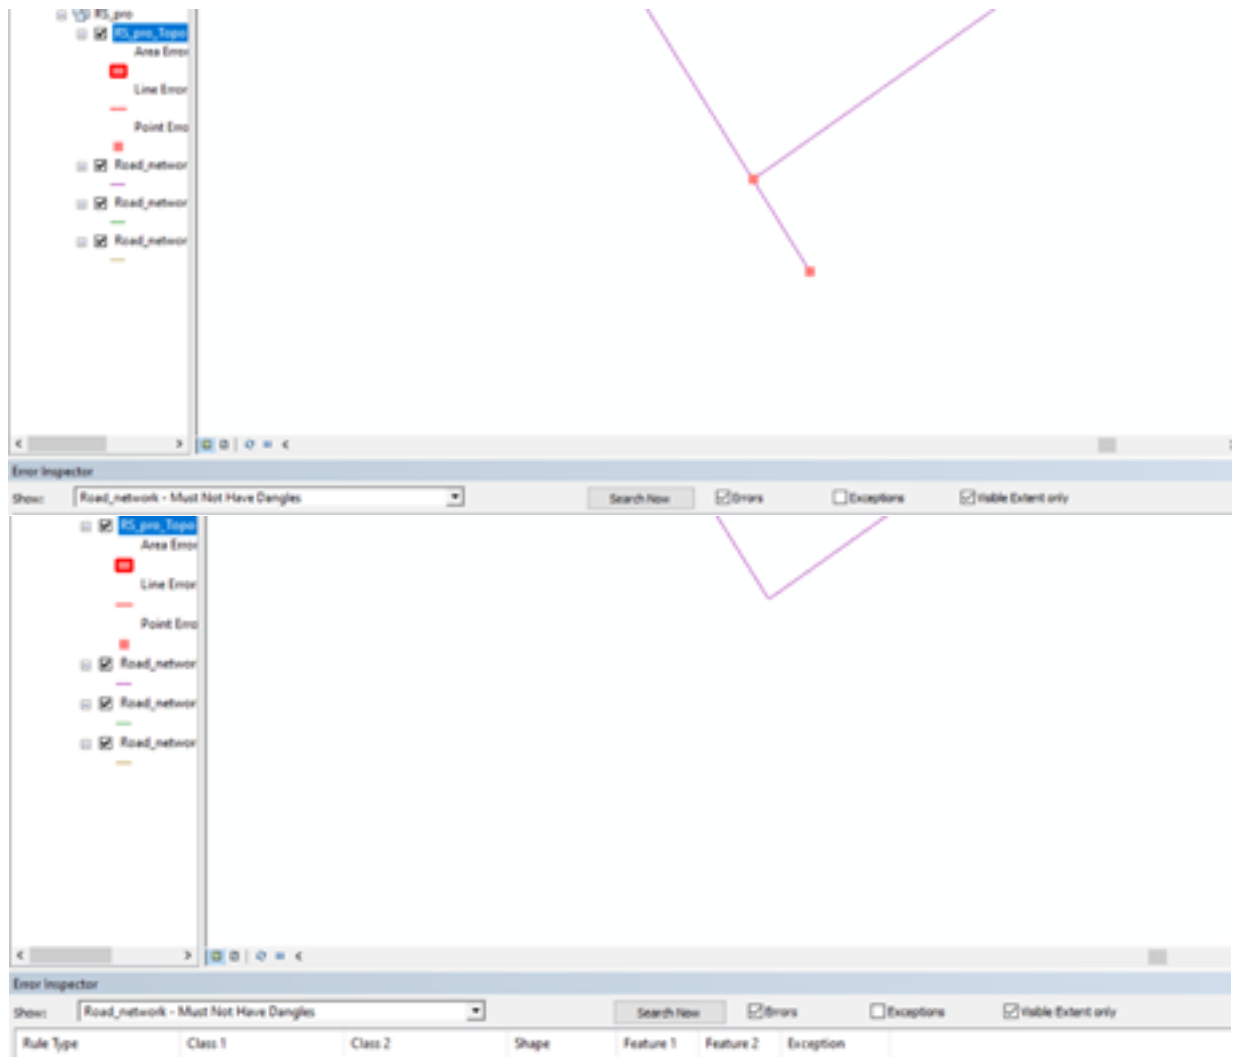 RS_pro
RS_pro_Topo
Area Error
Line Error
Point Erro
Road_networ
Road_networ
Road_networ
Error Inspector
Show: Road_network - Must Not Have Dangles Search Now Errors Exceptions Visible Extent only
RS_pro_Topo
Area Error
Line Error
Point Erro
Road_networ
Road_networ
Road_networ
Error Inspector
Show: Road_network - Must Not Have Dangles Search Now Errors Exceptions Visible Extent only
Rule Type Class 1 Class 2 Shape Feature 1 Feature 2 Exception